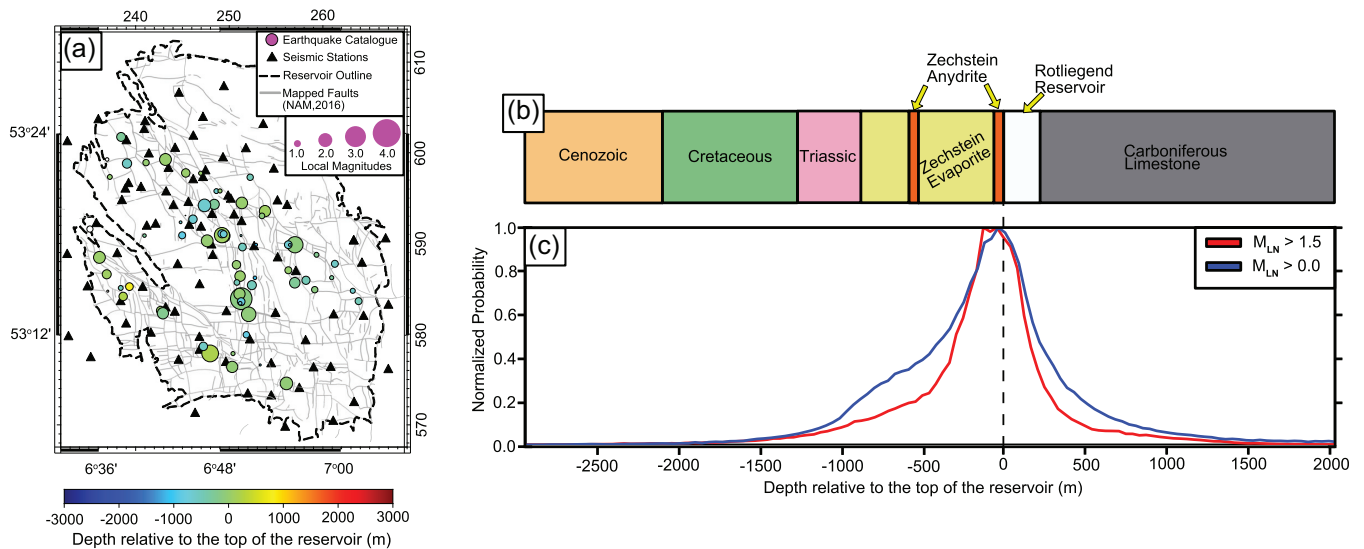 240 250 260
(a)
Earthquake Catalogue
Seismic Stations
Reservoir Outline
Mapped Faults
(NAM,2016)
1.0 2.0 3.0 4.0
Local Magnitudes
610
600
590
580
570
53°24'
53°12'
6°36' 6°48' 7°00
-3000 -2000 -1000 0 1000 2000 3000
Depth relative to the top of the reservoir (m)
(b)
Zechstein
Anydrite
Rotliegend
Reservoir
Cenozoic
Cretaceous
Triassic
Zechstein
Evaporite
Carboniferous
Limestone
(c)
M_LN > 1.5
M_LN > 0.0
Normalized Probability
1.0
0.8
0.6
0.4
0.2
0.0
-2500 -2000 -1500 -1000 -500 0 500 1000 1500 2000
Depth relative to the top of the reservoir (m)